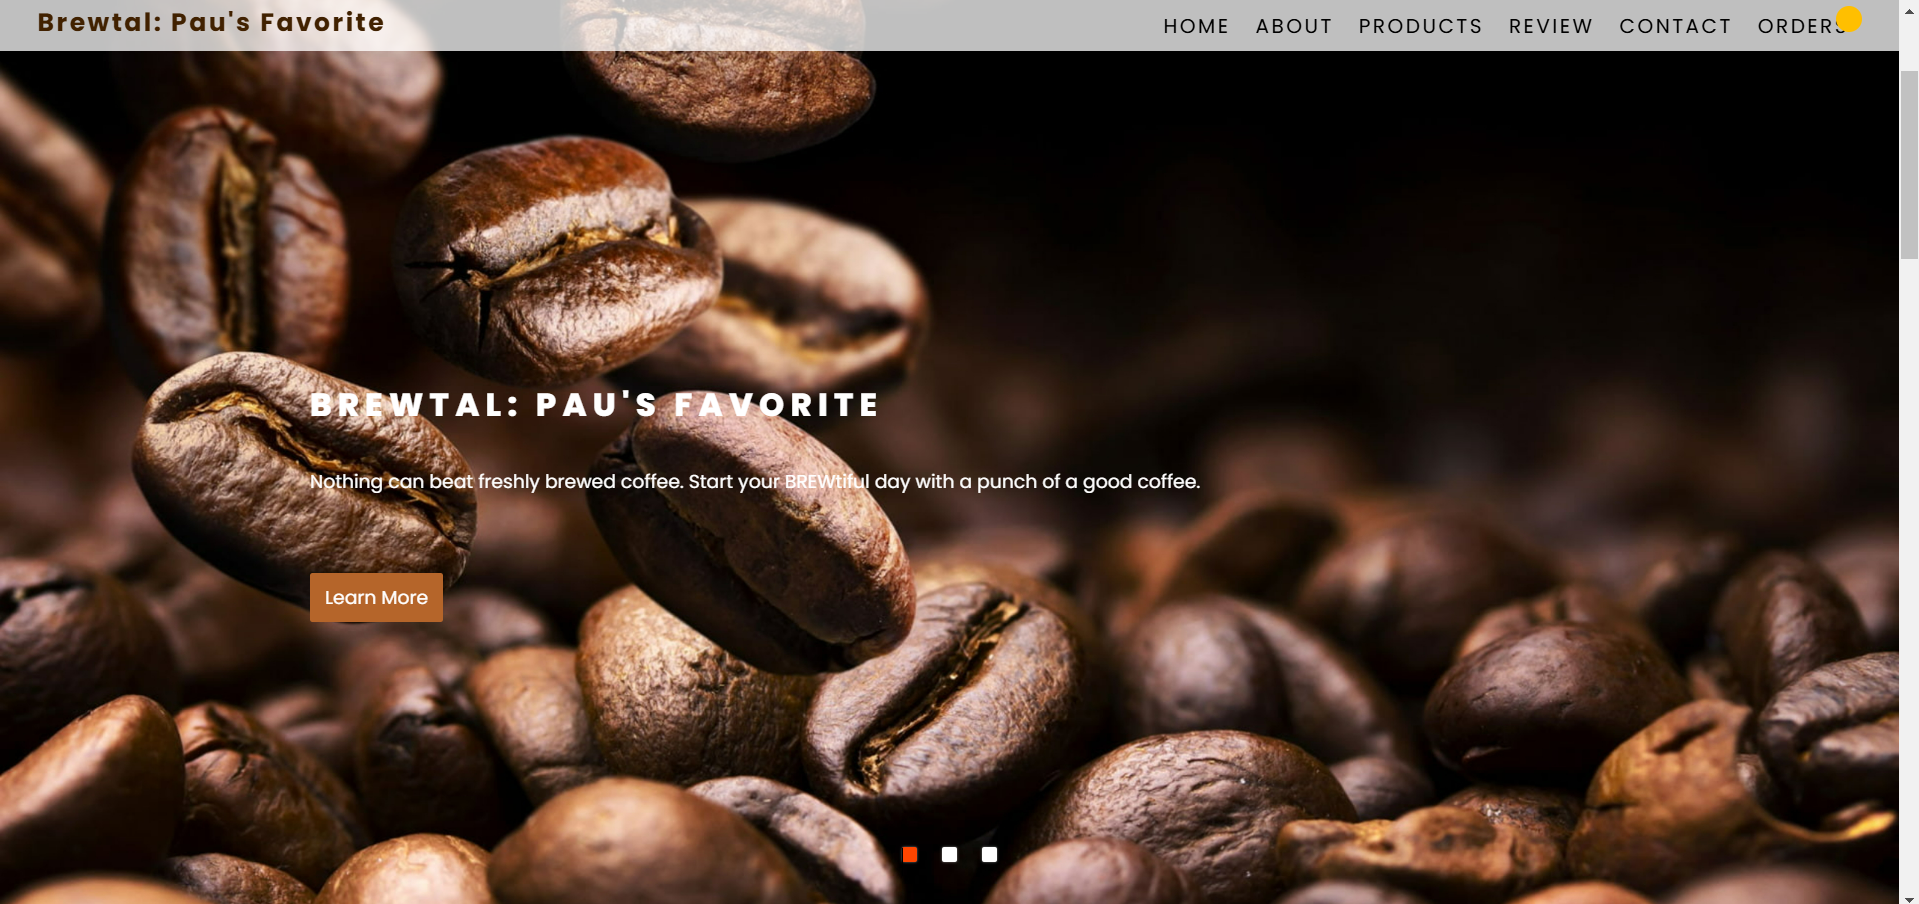 Brewtal: Pau's Favorite
HOME ABOUT PRODUCTS REVIEW CONTACT ORDERS
BREWTAL: PAU'S FAVORITE
Nothing can beat freshly brewed coffee. Start your BREWtiful day with a punch of a good coffee.
Learn More